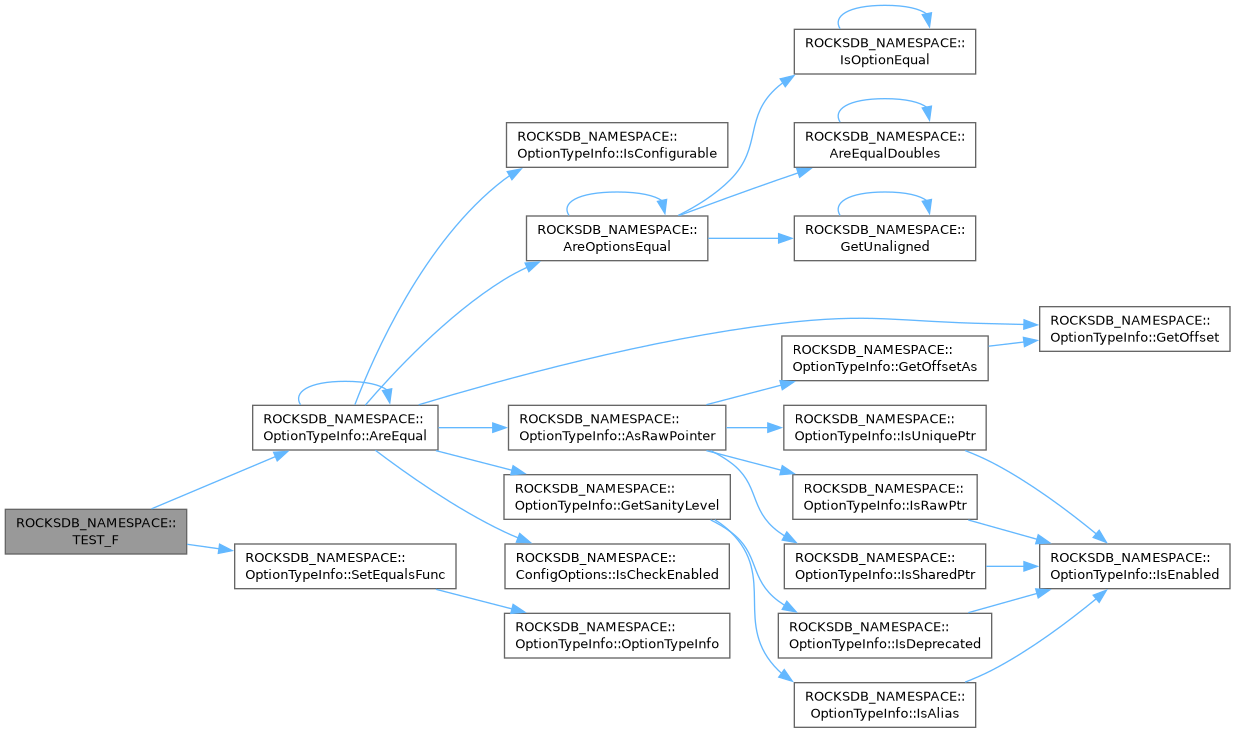 ROCKSDB_NAMESPACE::
IsOptionEqual
ROCKSDB_NAMESPACE::
OptionTypeInfo::IsConfigurable
ROCKSDB_NAMESPACE::
AreEqualDoubles
ROCKSDB_NAMESPACE::
AreOptionsEqual
ROCKSDB_NAMESPACE::
GetUnaligned
ROCKSDB_NAMESPACE::
OptionTypeInfo::GetOffset
ROCKSDB_NAMESPACE::
OptionTypeInfo::GetOffsetAs
ROCKSDB_NAMESPACE::
OptionTypeInfo::AreEqual
ROCKSDB_NAMESPACE::
OptionTypeInfo::AsRawPointer
ROCKSDB_NAMESPACE::
OptionTypeInfo::IsUniquePtr
ROCKSDB_NAMESPACE::
OptionTypeInfo::GetSanityLevel
ROCKSDB_NAMESPACE::
OptionTypeInfo::IsRawPtr
ROCKSDB_NAMESPACE::
TEST_F
ROCKSDB_NAMESPACE::
OptionTypeInfo::SetEqualsFunc
ROCKSDB_NAMESPACE::
ConfigOptions::IsCheckEnabled
ROCKSDB_NAMESPACE::
OptionTypeInfo::IsSharedPtr
ROCKSDB_NAMESPACE::
OptionTypeInfo::IsEnabled
ROCKSDB_NAMESPACE::
OptionTypeInfo::OptionTypeInfo
ROCKSDB_NAMESPACE::
OptionTypeInfo::IsDeprecated
ROCKSDB_NAMESPACE::
OptionTypeInfo::IsAlias